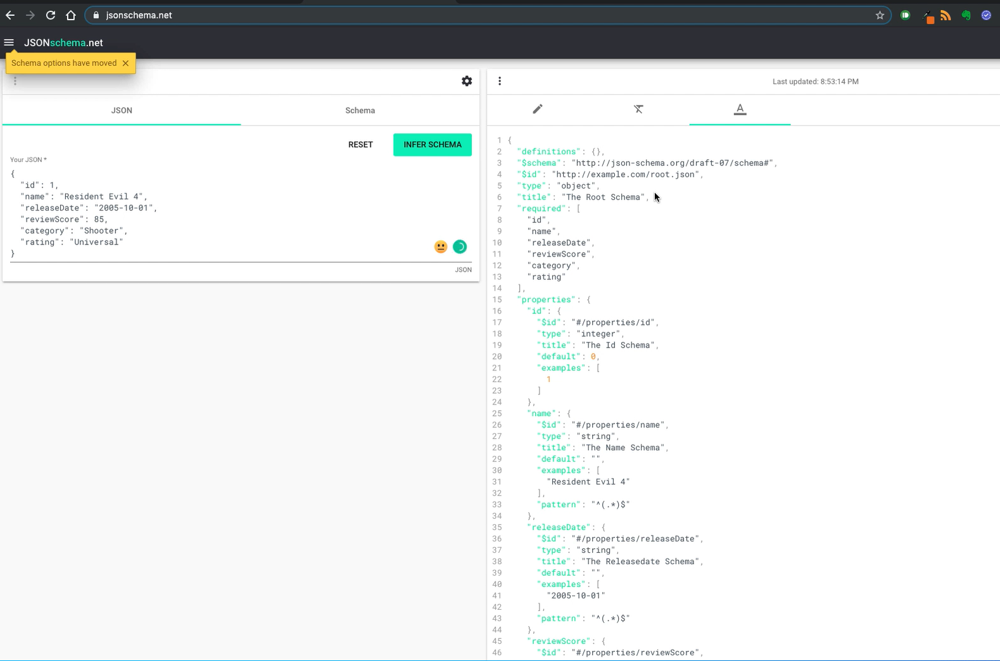 jsonschema.net
JSONschema.net
Schema options have moved
Last updated: 8:53:14 PM
JSON
Schema
RESET
INFER SCHEMA
Your JSON *
{
"id": 1,
"name": "Resident Evil 4",
"releaseDate": "2005-10-01",
"reviewScore": 85,
"category": "Shooter",
"rating": "Universal"
}
JSON
1 {
2 "definitions": {},
3 "$schema": "http://json-schema.org/draft-07/schema#",
4 "$id": "http://example.com/root.json",
5 "type": "object",
6 "title": "The Root Schema",
7 "required": [
8 "id",
9 "name",
10 "releaseDate",
11 "reviewScore",
12 "category",
13 "rating"
14 ],
15 "properties": {
16 "id": {
17 "$id": "#/properties/id",
18 "type": "integer",
19 "title": "The Id Schema",
20 "default": 0,
21 "examples": [
22 1
23 ]
24 },
25 "name": {
26 "$id": "#/properties/name",
27 "type": "string",
28 "title": "The Name Schema",
29 "default": "",
30 "examples": [
31 "Resident Evil 4"
32 ],
33 "pattern": "^(.*)$"
34 },
35 "releaseDate": {
36 "$id": "#/properties/releaseDate",
37 "type": "string",
38 "title": "The Releasedate Schema",
39 "default": "",
40 "examples": [
41 "2005-10-01"
42 ],
43 "pattern": "^(.*)$"
44 },
45 "reviewScore": {
46 "$id": "#/properties/reviewScore",